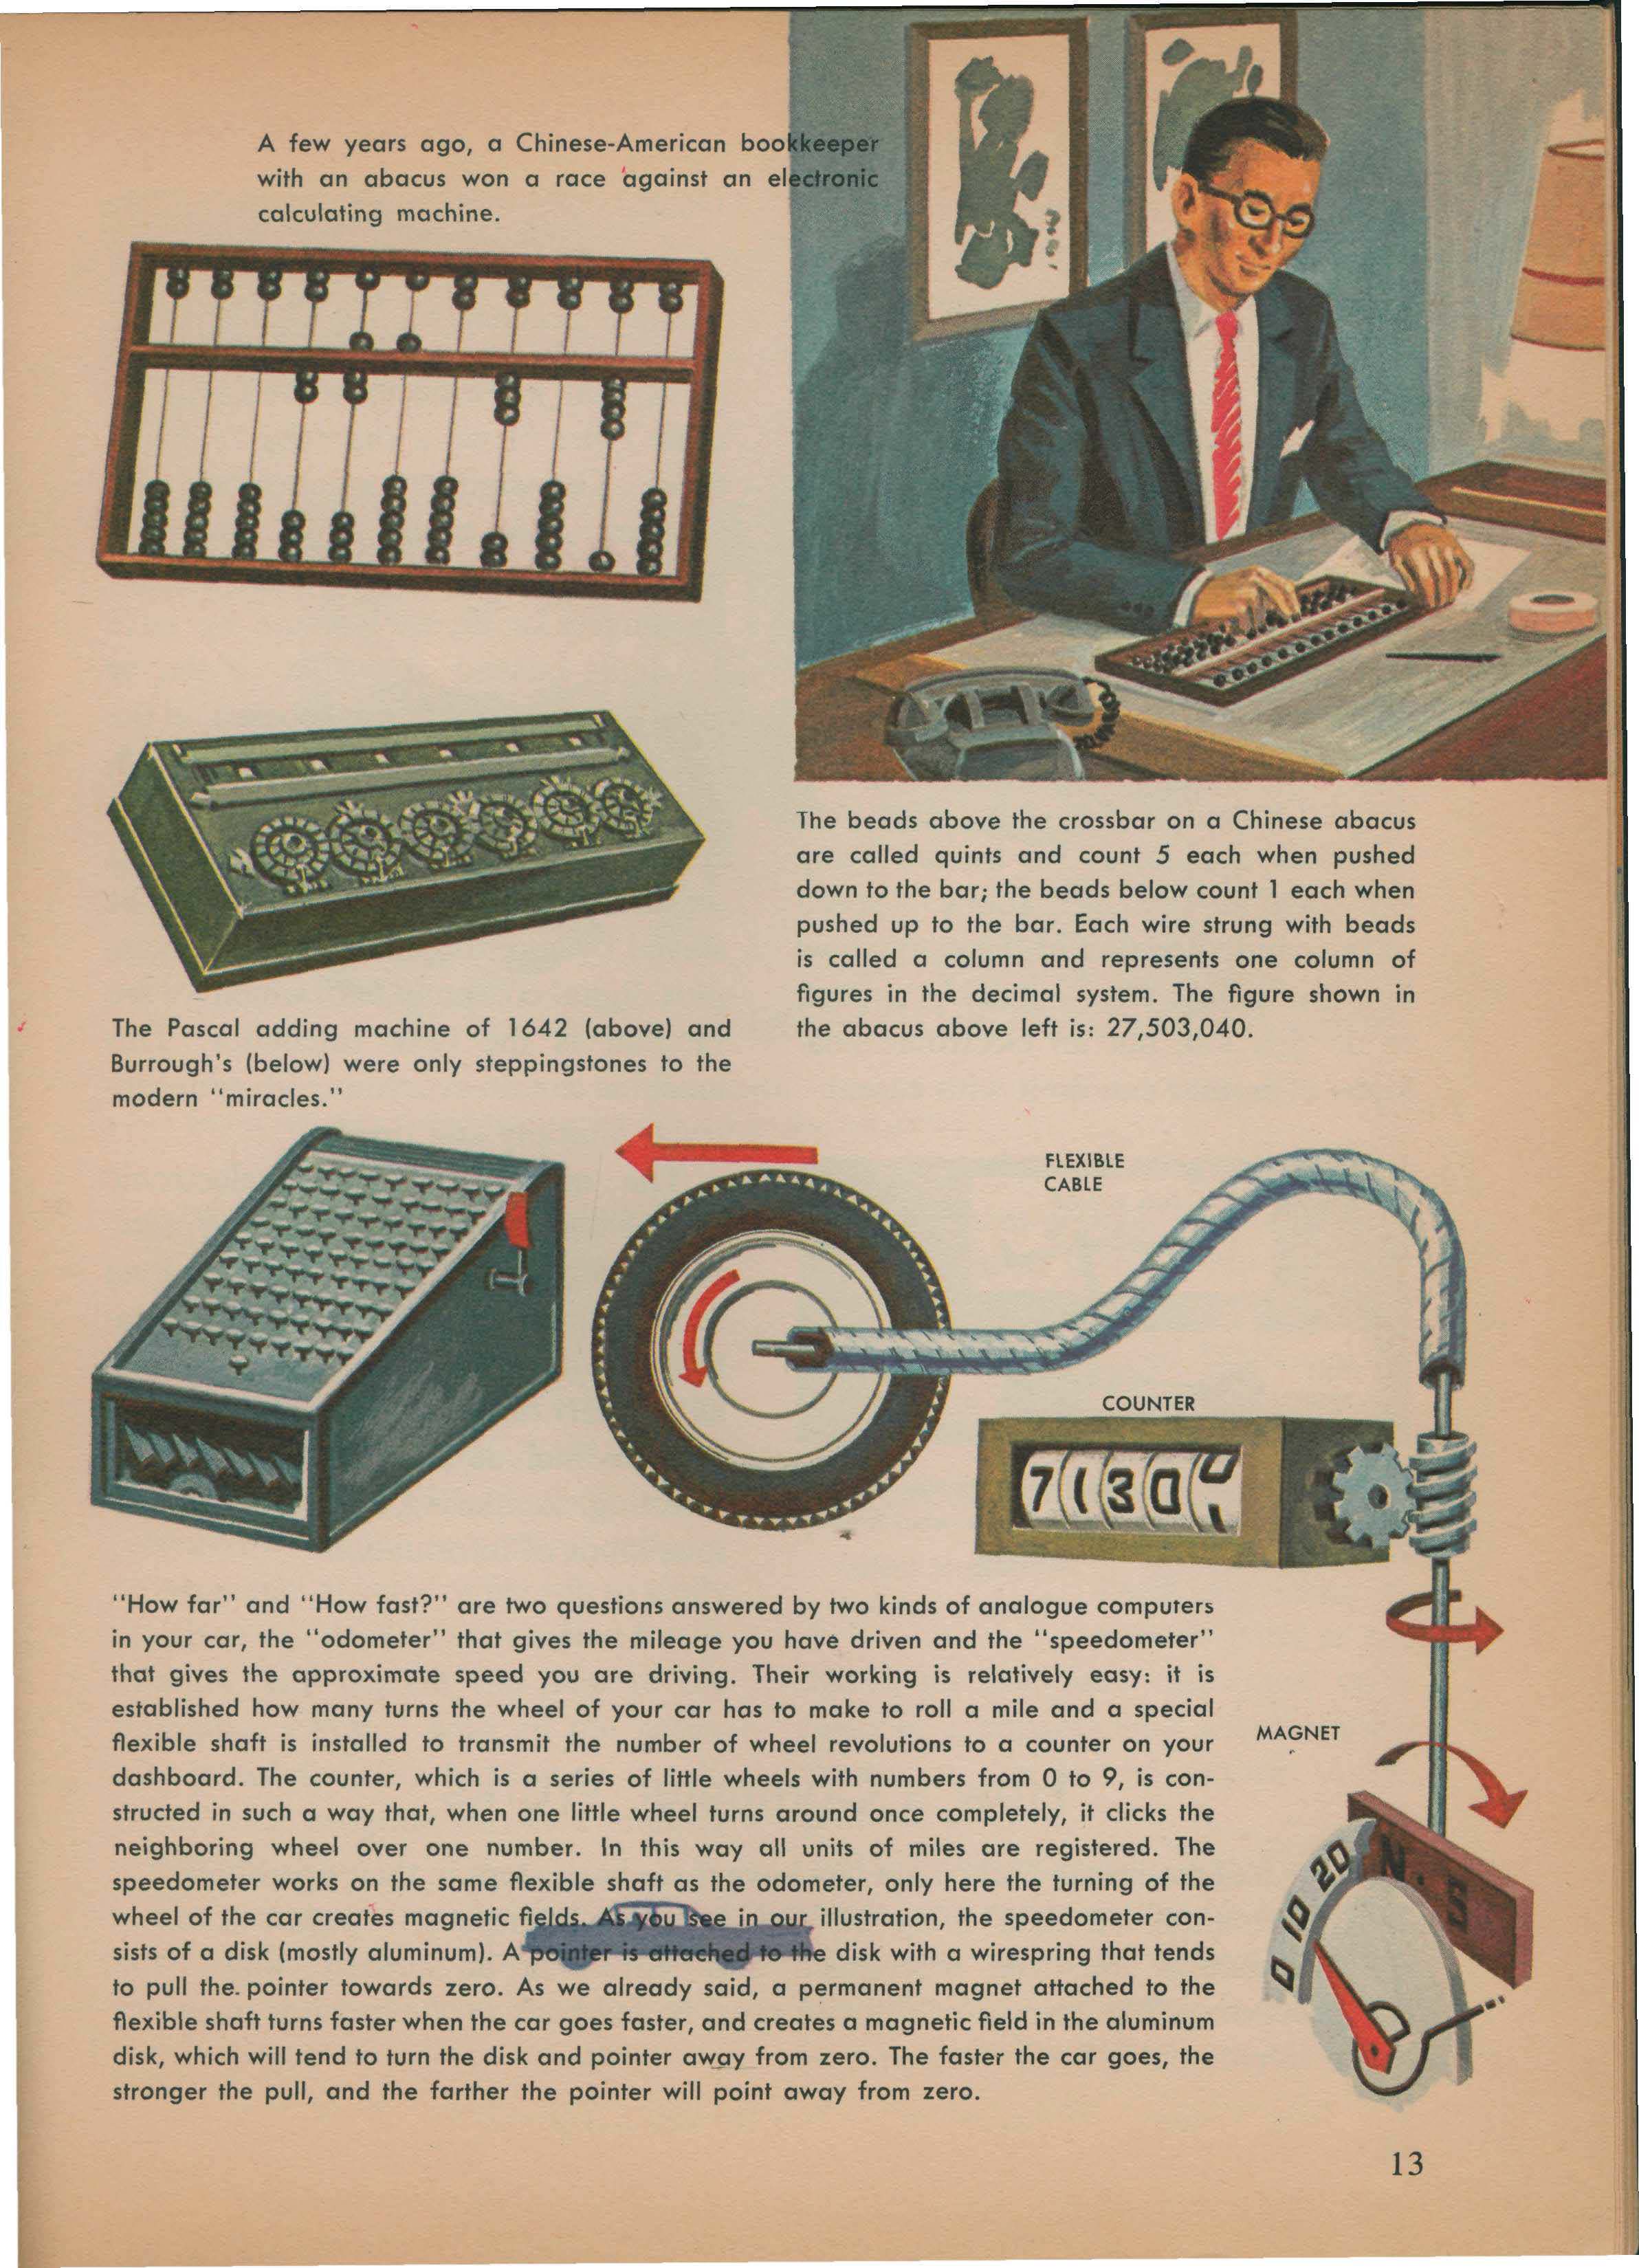 A few years ago, a Chinese-American bookkeeper
with an abacus won a race against an electronic
calculating machine.
The beads above the crossbar on a Chinese abacus
are called quints and count 5 each when pushed
down to the bar; the beads below count 1 each when
pushed up to the bar. Each wire strung with beads
is called a column and represents one column of
figures in the decimal system. The figure shown in
the abacus above left is: 27,503,040.
The Pascal adding machine of 1642 (above) and
Burrough's (below) were only steppingstones to the
modern "miracles."
FLEXIBLE
CABLE
COUNTER
7130
"How far" and "How fast?" are two questions answered by two kinds of analogue computers
in your car, the "odometer" that gives the mileage you have driven and the "speedometer"
that gives the approximate speed you are driving. Their working is relatively easy: it is
established how many turns the wheel of your car has to make to roll a mile and a special
flexible shaft is installed to transmit the number of wheel revolutions to a counter on your
dashboard. The counter, which is a series of little wheels with numbers from 0 to 9, is con-
structed in such a way that, when one little wheel turns around once completely, it clicks the
neighboring wheel over one number. In this way all units of miles are registered. The
speedometer works on the same flexible shaft as the odometer, only here the turning of the
wheel of the car creates magnetic fields. As you see in our illustration, the speedometer con-
sists of a disk (mostly aluminum). A pointer is attached to the disk with a wirespring that tends
to pull the pointer towards zero. As we already said, a permanent magnet attached to the
flexible shaft turns faster when the car goes faster, and creates a magnetic field in the aluminum
disk, which will tend to turn the disk and pointer away from zero. The faster the car goes, the
stronger the pull, and the farther the pointer will point away from zero.
MAGNET
N. S
0 10 20
13